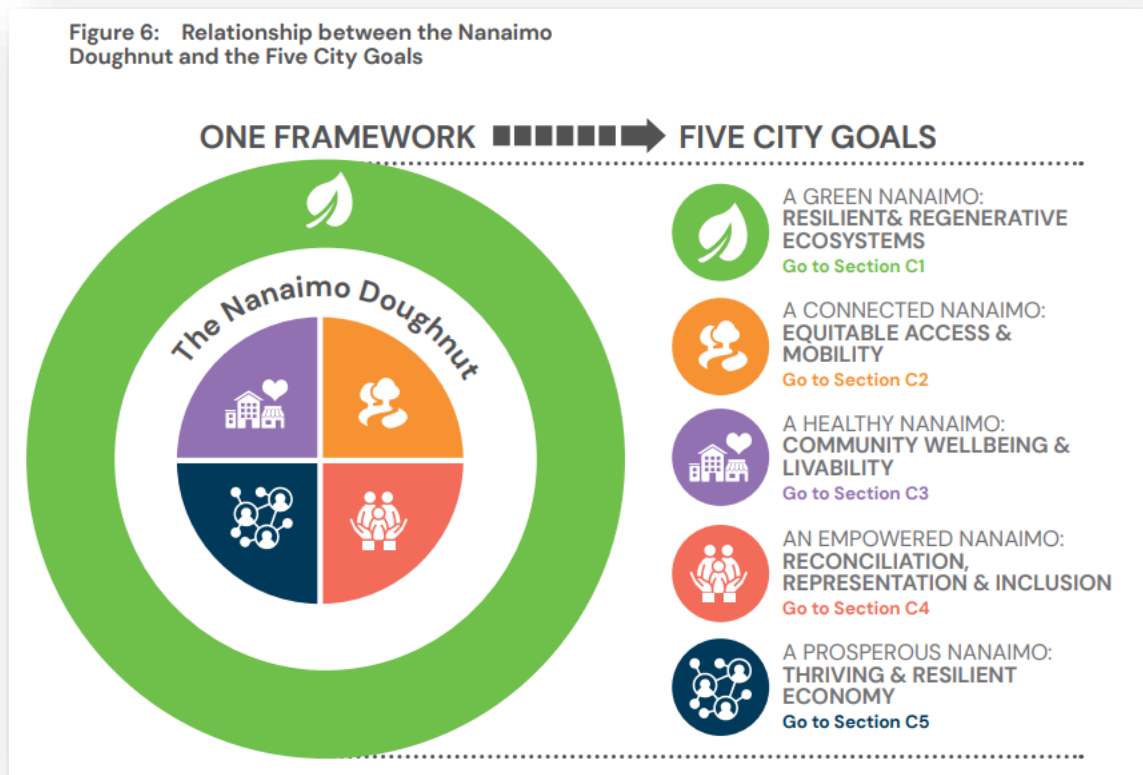 Figure 6: Relationship between the Nanaimo
Doughnut and the Five City Goals
ONE FRAMEWORK
FIVE CITY GOALS
The Nanaimo Doughnut
A GREEN NANAIMO:
RESILIENT& REGENERATIVE
ECOSYSTEMS
Go to Section C1
A CONNECTED NANAIMO:
EQUITABLE ACCESS &
MOBILITY
Go to Section C2
A HEALTHY NANAIMO:
COMMUNITY WELLBEING &
LIVABILITY
Go to Section C3
AN EMPOWERED NANAIMO:
RECONCILIATION,
REPRESENTATION & INCLUSION
Go to Section C4
A PROSPEROUS NANAIMO:
THRIVING & RESILIENT
ECONOMY
Go to Section C5